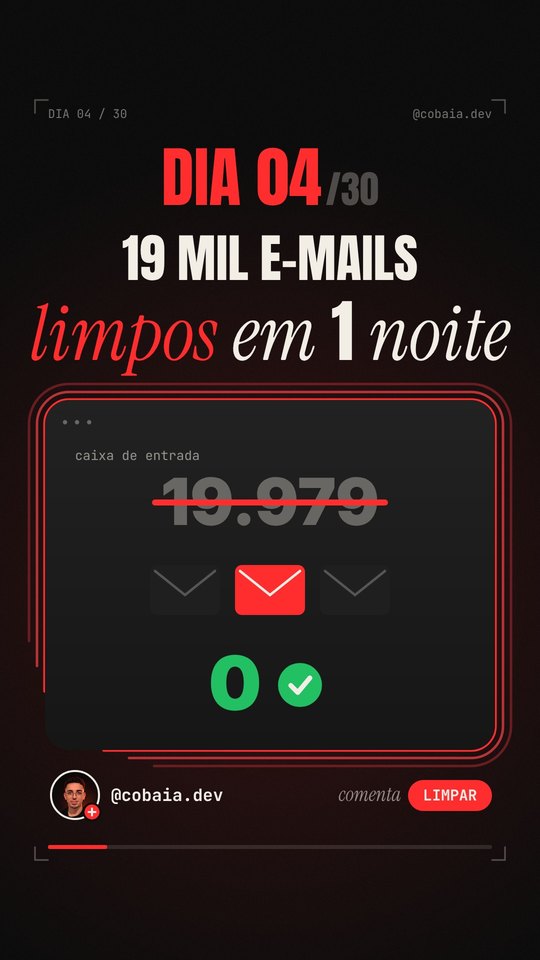 DIA 04 / 30
@cobaia.dev
DIA 04/30
19 MIL E-MAILS
limpos em 1 noite
caixa de entrada
19.979
0
@cobaia.dev
comenta LIMPAR